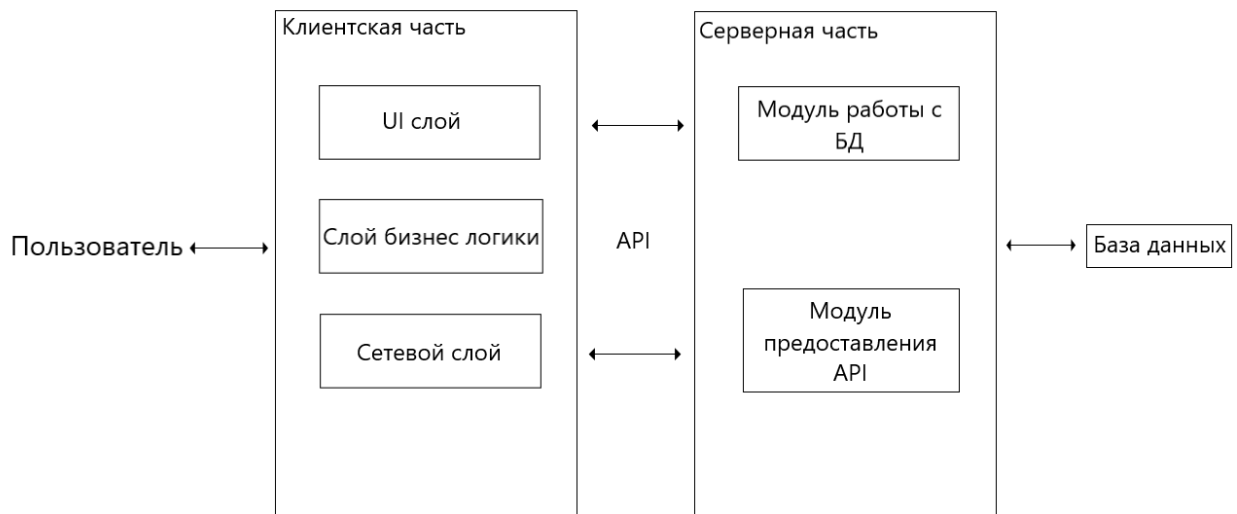 Клиентская часть
Серверная часть
UI слой
Модуль работы с
БД
Слой бизнес логики
API
Пользователь
База данных
Сетевой слой
Модуль
предоставления
API